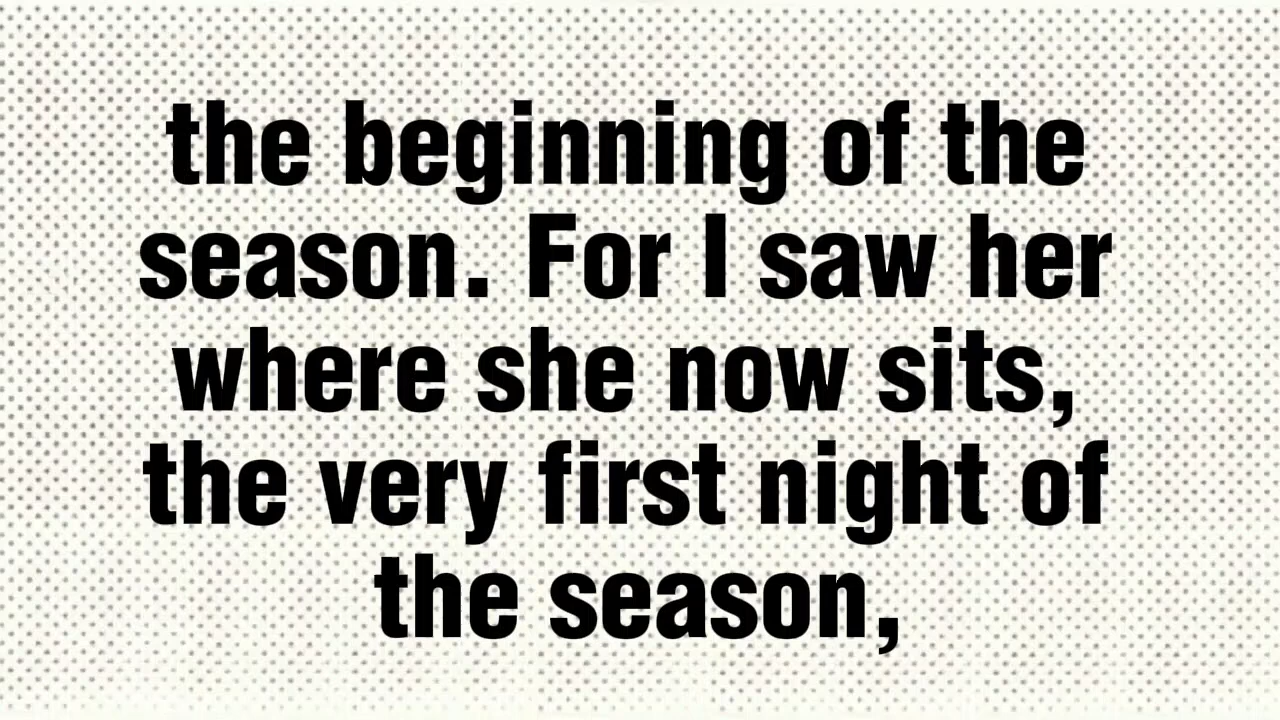 the beginning of the
season. For I saw her
where she now sits,
the very first night of
the season,